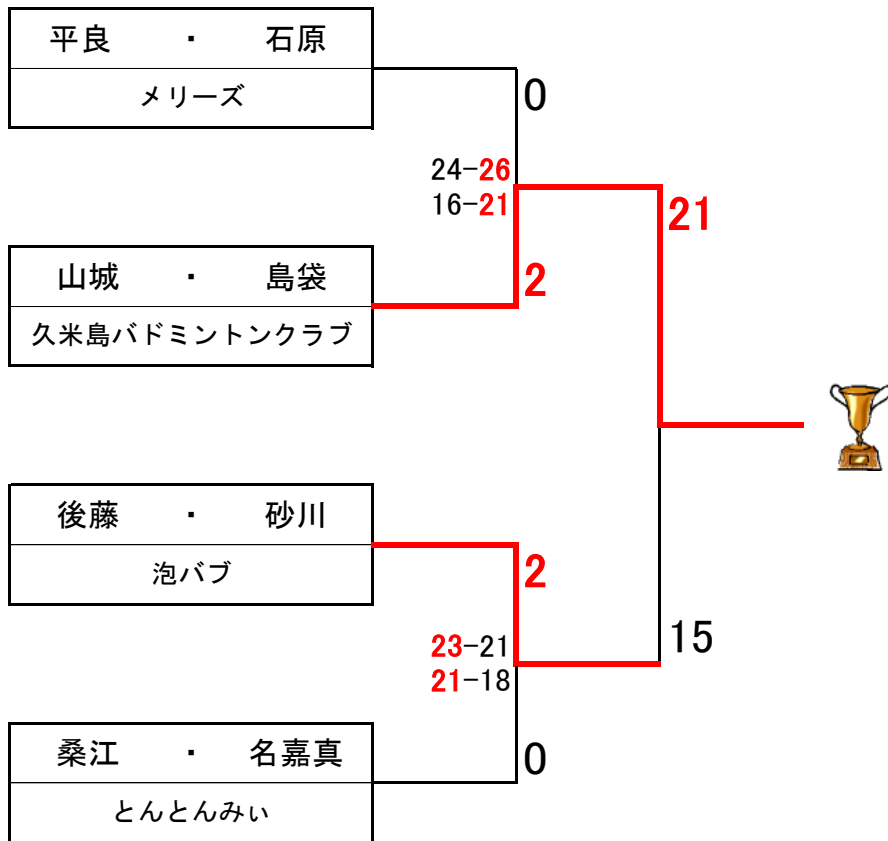 平良 ・ 石原
メリーズ
0
24-26
16-21
21
山城 ・ 島袋
2
久米島バドミントンクラブ
後藤 ・ 砂川
泡バブ
2
23-21
21-18
15
桑江 ・ 名嘉真
0
とんとんみぃ